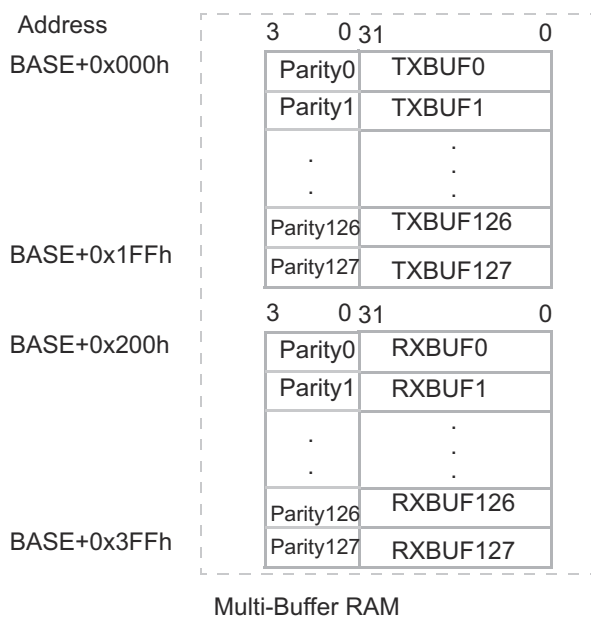 Address 3 0 31 0
BASE+0x000h Parity0 TXBUF0
Parity1 TXBUF1
. .
.
. .
Parity126 TXBUF126
BASE+0x1FFh Parity127 TXBUF127
3 0 31 0
BASE+0x200h Parity0 RXBUF0
Parity1 RXBUF1
. .
.
. .
Parity126 RXBUF126
BASE+0x3FFh Parity127 RXBUF127
Multi-Buffer RAM